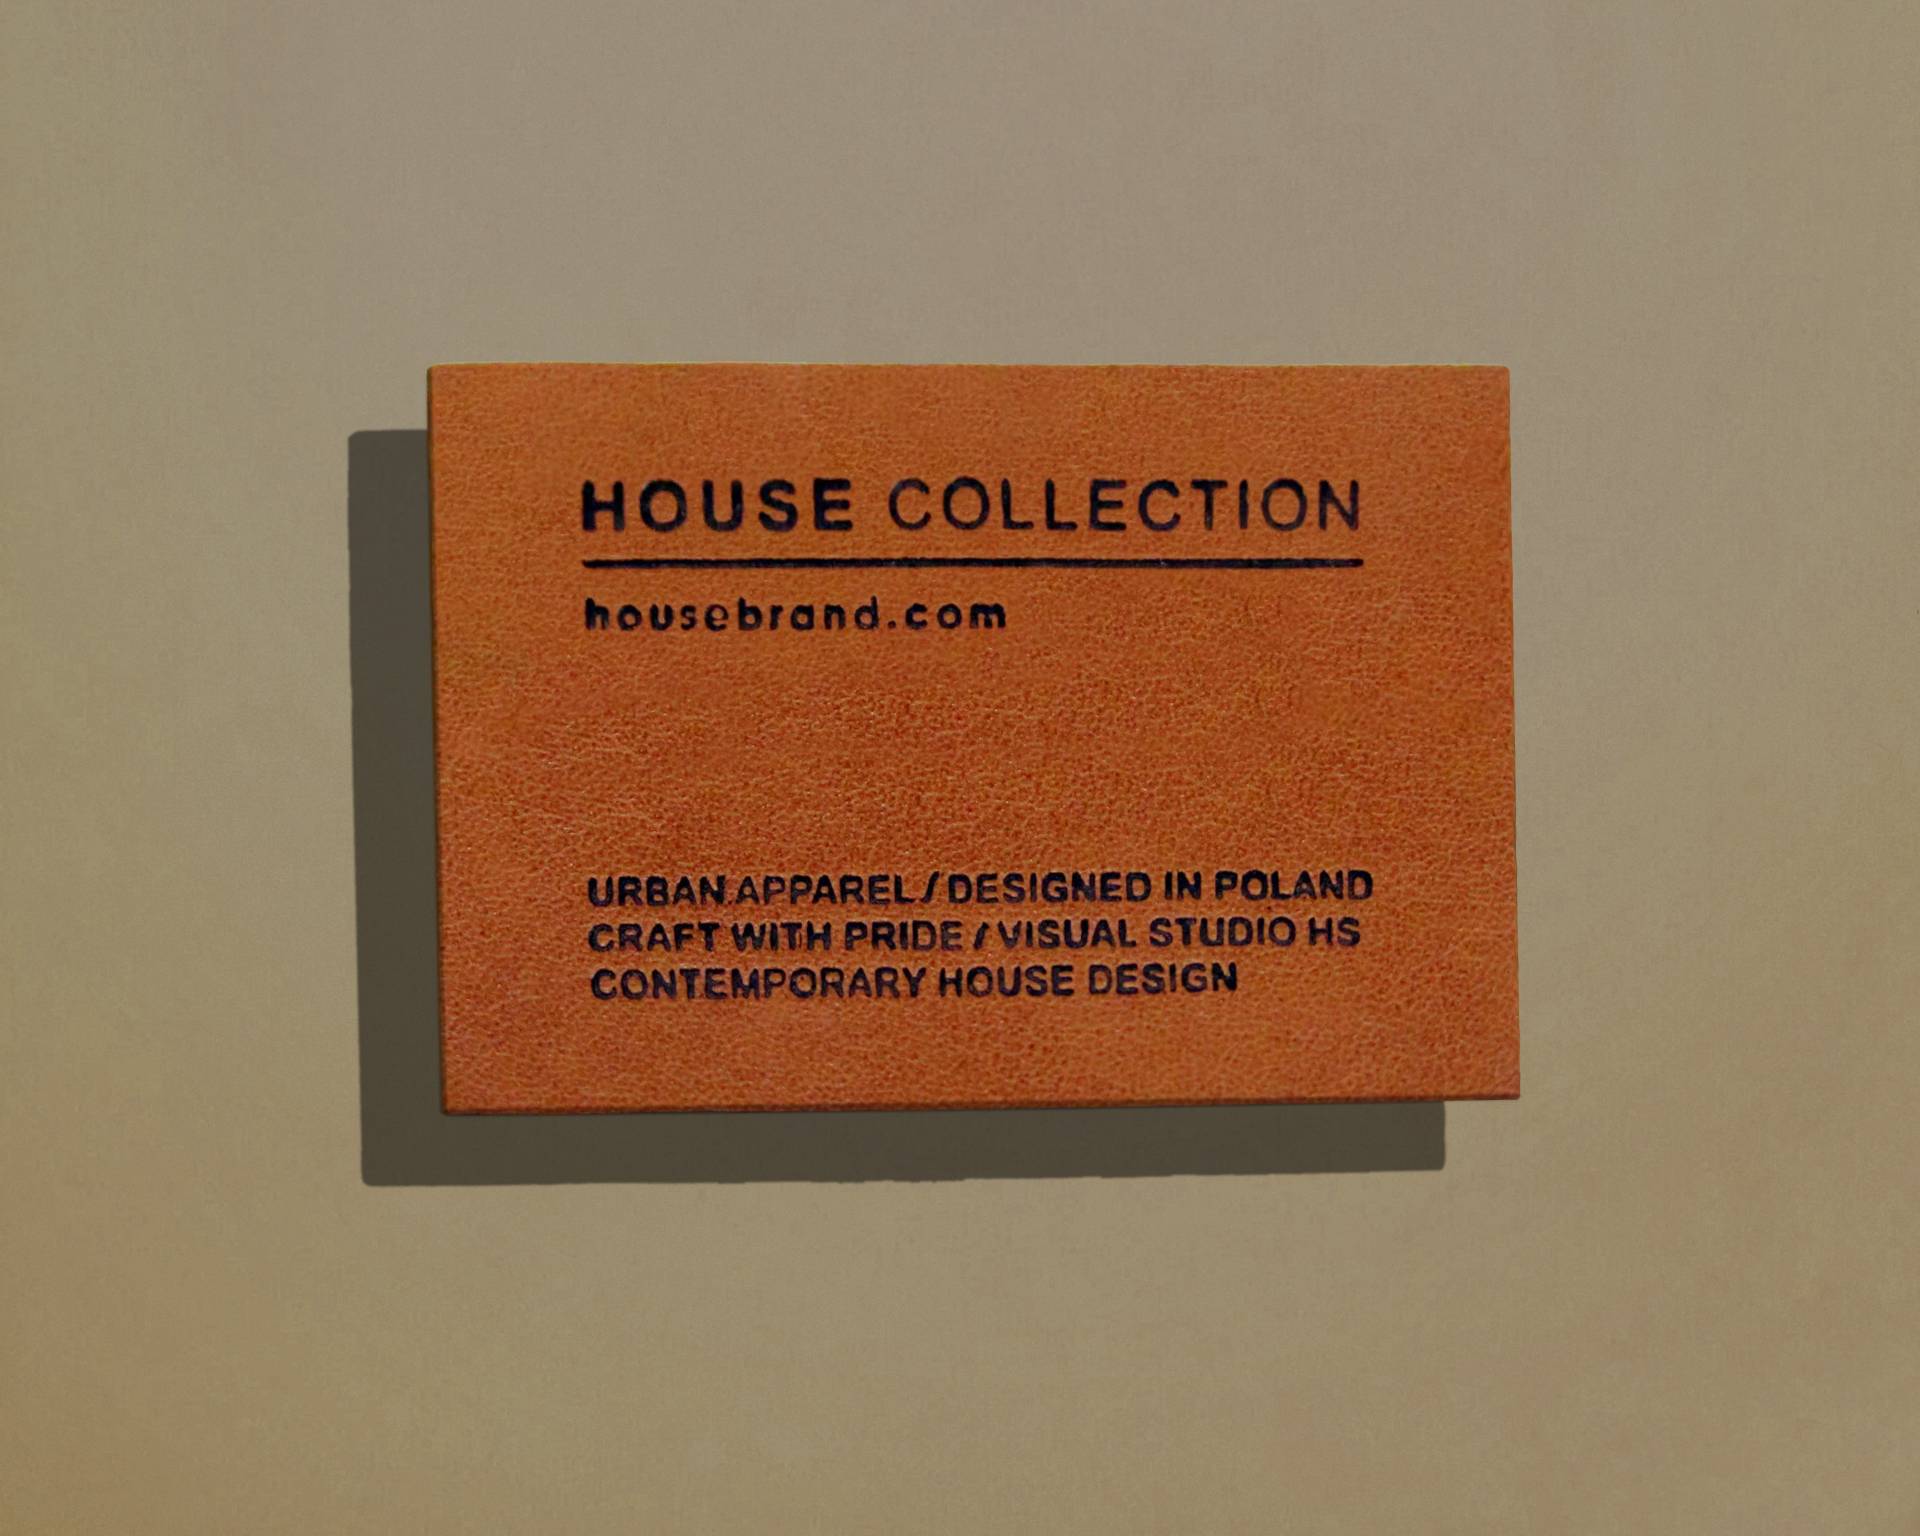 HOUSE COLLECTION
housebrand.com
URBAN APPAREL / DESIGNED IN POLAND
CRAFT WITH PRIDE / VISUAL STUDIO HS
CONTEMPORARY HOUSE DESIGN